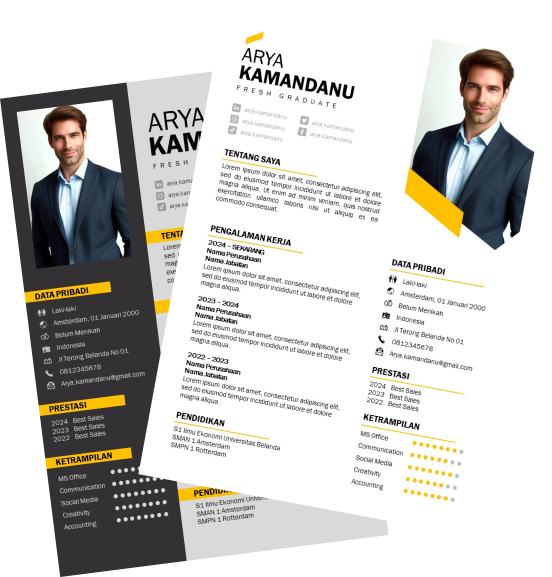 ARYA
KAMANDANU
FRESH GRADUATE
arya.kamandanu
arya.kamandanu
arya.kamandanu
arya.kamandanu
arya.kamandanu
TENTANG SAYA
Lorem ipsum dolor sit amet, consectetur adipiscing elit,
sed do eiusmod tempor incididunt ut labore et dolore
magna aliqua. Ut enim ad minim veniam, quis nostrud
exercitation ullamco laboris nisi ut aliquip ex ea
commodo consequat.
PENGALAMAN KERJA
2024 – SEKARANG
Nama Perusahaan
Nama Jabatan
Lorem ipsum dolor sit amet, consectetur adipiscing
elit, sed do eiusmod tempor incididunt ut labore et dolore
magna aliqua.
2023 – 2024
Nama Perusahaan
Nama Jabatan
Lorem ipsum dolor sit amet, consectetur adipiscing elit,
sed do eiusmod tempor incididunt ut labore et dolore
magna aliqua.
2022 – 2023
Nama Perusahaan
Nama Jabatan
Lorem ipsum dolor sit amet, consectetur adipiscing elit,
sed do eiusmod tempor incididunt ut labore et dolore
magna aliqua.
PENDIDIKAN
S1 Ilmu Ekonomi Universitas Belanda
SMAN 1 Amsterdam
SMPN 1 Rotterdam
DATA PRIBADI
Laki-laki
Amsterdam, 01 Januari 2000
Belum Menikah
Indonesia
Jl Terong Belanda No 01
0812345678
Arya.kamandanu@gmail.com
PRESTASI
2024 Best Sales
2023 Best Sales
2022 Best Sales
KETRAMPILAN
MS Office
Communication
Social Media
Creativity
Accounting
ARYA
KAM
FRESH
arya.ka
arya.kam
arya.ka
TENTA
Lorem
sed
magna
exerc
comm
DATA PRIBADI
Laki-laki
Amsterdam, 01 Januari 2000
Belum Menikah
Indonesia
Jl Terong Belanda No 01
0812345678
Arya.kamandanu@gmail.com
PRESTASI
2024 Best Sales
2023 Best Sales
2022 Best Sales
KETRAMPILAN
MS Office
Communication
Social Media
Creativity
Accounting
PENDID
S1 Ilmu Ekonomi Univers
SMAN 1 Amsterdam
SMPN 1 Rotterdam